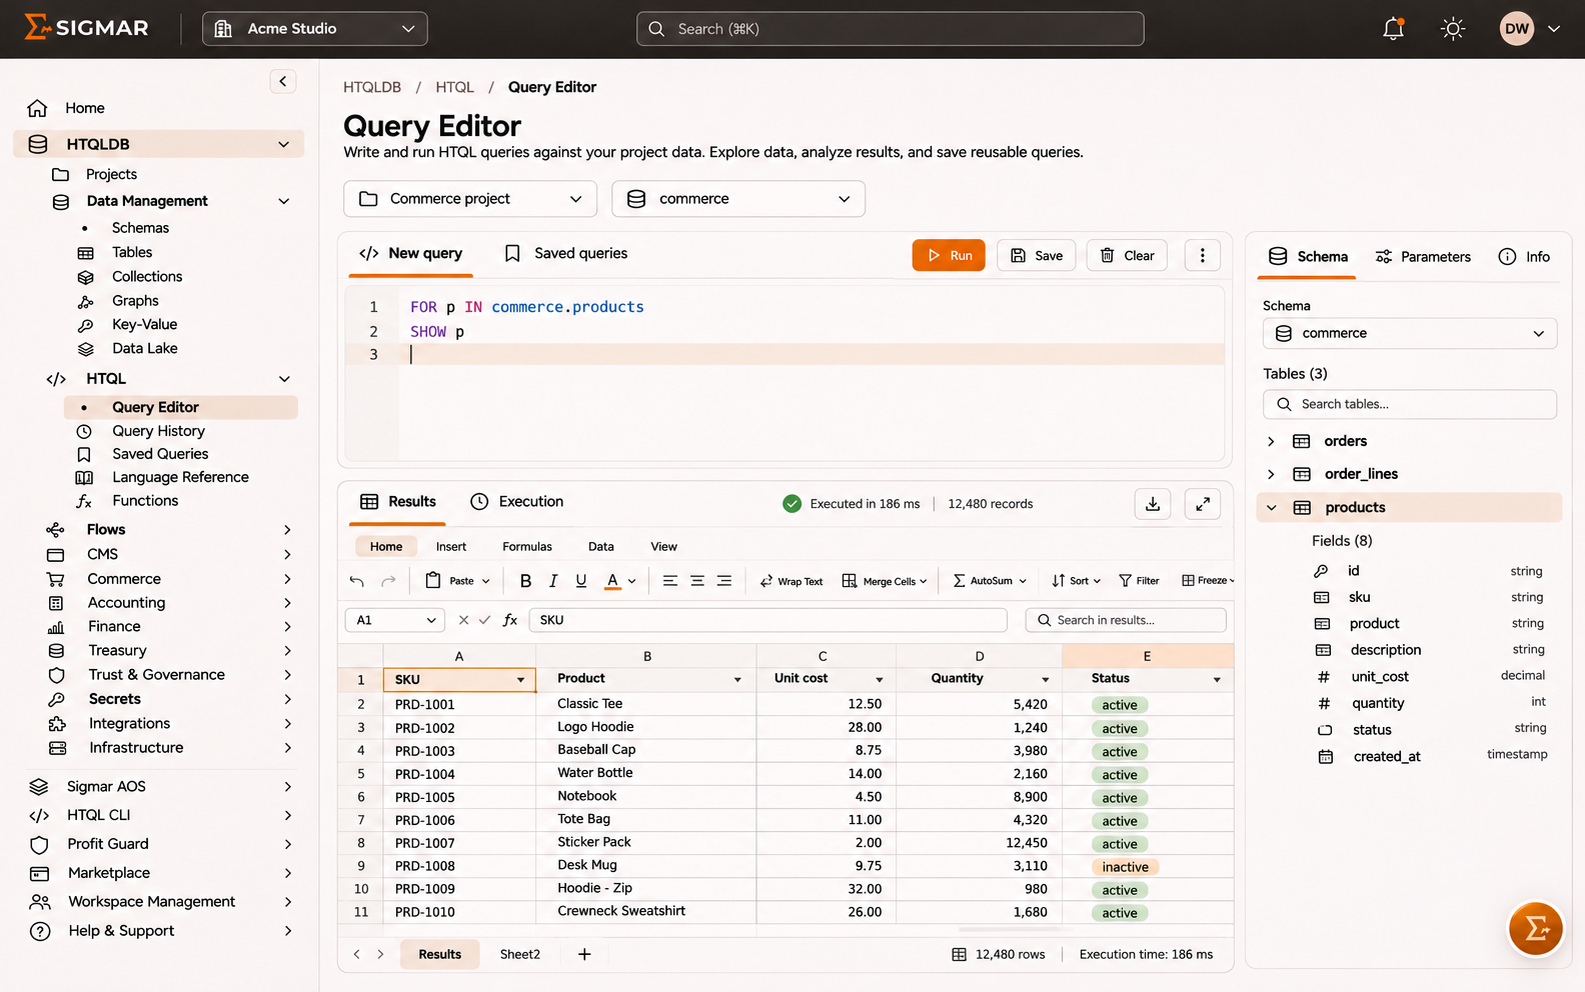 SIGMAR
Acme Studio
Search (⌘K)
DW
Home
HTQLDB
Projects
Data Management
Schemas
Tables
Collections
Graphs
Key-Value
Data Lake
HTQL
Query Editor
Query History
Saved Queries
Language Reference
Functions
Flows
CMS
Commerce
Accounting
Finance
Treasury
Trust & Governance
Secrets
Integrations
Infrastructure
Sigmar AOS
HTQL CLI
Profit Guard
Marketplace
Workspace Management
Help & Support
HTQLDB / HTQL / Query Editor
Query Editor
Write and run HTQL queries against your project data. Explore data, analyze results, and save reusable queries.
Commerce project
commerce
New query
Saved queries
Run
Save
Clear
1 FOR p IN commerce.products
2 SHOW p
3
Results
Execution
Executed in 186 ms | 12,480 records
Home Insert Formulas Data View
Paste B I U A Wrap Text Merge Cells AutoSum Sort Filter Freeze
A1 fx SKU Search in results...
A B C D E
1 SKU Product Unit cost Quantity Status
2 PRD-1001 Classic Tee 12.50 5,420 active
3 PRD-1002 Logo Hoodie 28.00 1,240 active
4 PRD-1003 Baseball Cap 8.75 3,980 active
5 PRD-1004 Water Bottle 14.00 2,160 active
6 PRD-1005 Notebook 4.50 8,900 active
7 PRD-1006 Tote Bag 11.00 4,320 active
8 PRD-1007 Sticker Pack 2.00 12,450 active
9 PRD-1008 Desk Mug 9.75 3,110 inactive
10 PRD-1009 Hoodie - Zip 32.00 980 active
11 PRD-1010 Crewneck Sweatshirt 26.00 1,680 active
Results Sheet2 +
12,480 rows | Execution time: 186 ms
Schema
Parameters
Info
Schema
commerce
Tables (3)
Search tables...
orders
order_lines
products
Fields (8)
id string
sku string
product string
description string
unit_cost decimal
quantity int
status string
created_at timestamp